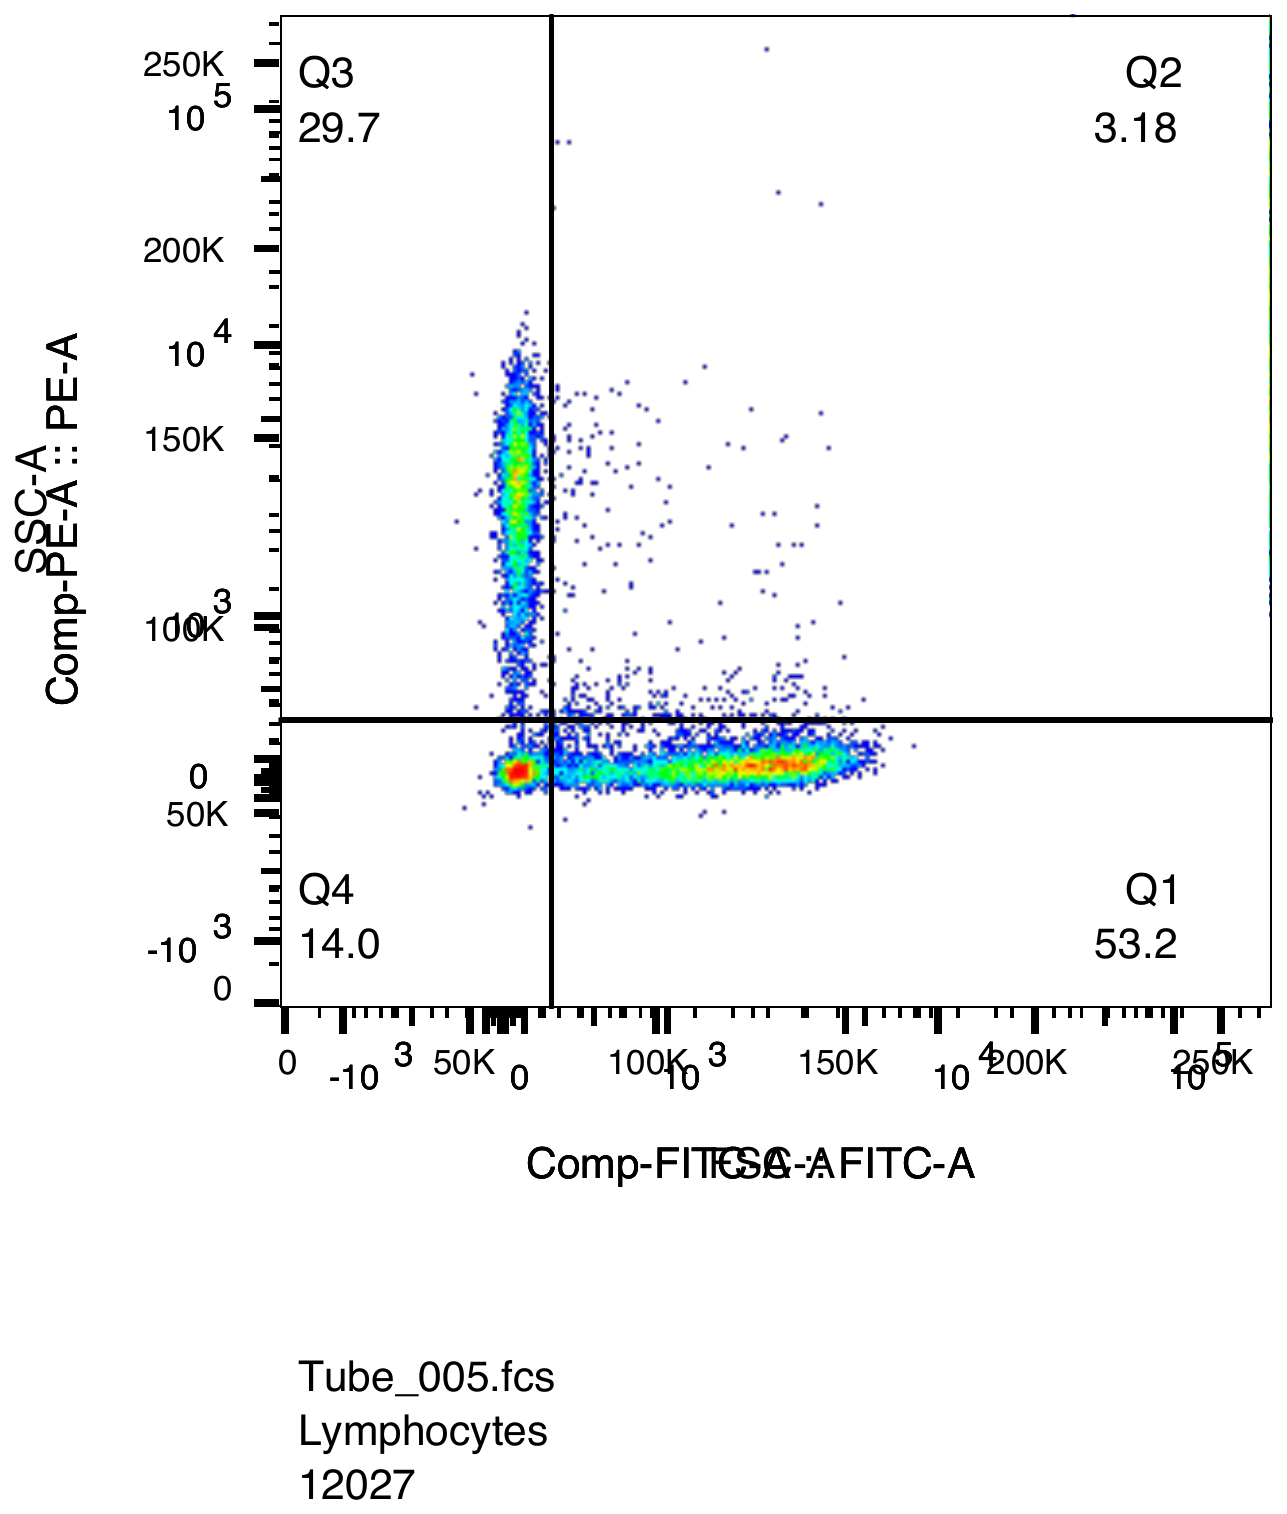 Q3
29.7
Q2
3.18
250K
10 5
200K
10 4
150K
10 3
100K
0
50K
-10 3
0
SSC-A
Comp-PE-A :: PE-A
Q4
14.0
Q1
53.2
0
-10 3
50K
0
100K
10 3
150K
10 4
200K
250K
10 5
Comp-FITC-A :: FITC-A
FSC-A
Tube_005.fcs
Lymphocytes
12027